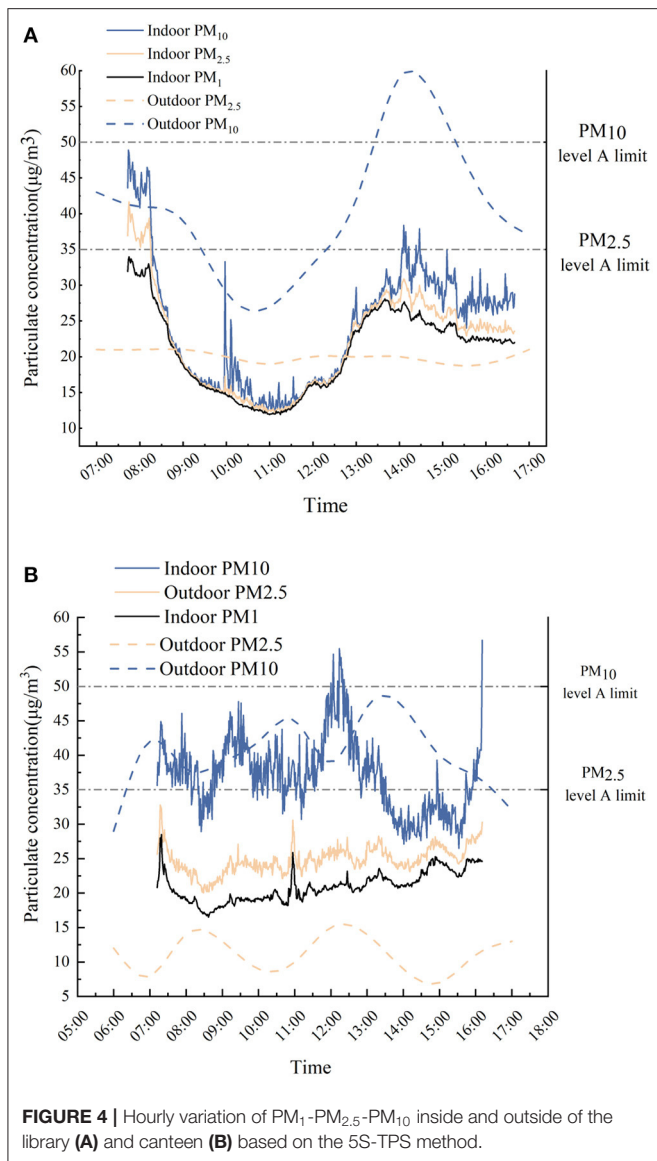 A
Indoor PM10
Indoor PM2.5
Indoor PM1
Outdoor PM2.5
Outdoor PM10
60
55
50
45
40
35
30
25
20
15
10
Particulate concentration(μg/m³)
PM10
level A limit
PM2.5
level A limit
07:00 08:00 09:00 10:00 11:00 12:00 13:00 14:00 15:00 16:00 17:00
Time
B
Indoor PM10
Outdoor PM2.5
Indoor PM1
Outdoor PM2.5
Outdoor PM10
60
55
50
45
40
35
30
25
20
15
10
5
Particulate concentration(μg/m³)
PM10
level A limit
PM2.5
level A limit
05:00 06:00 07:00 08:00 09:00 10:00 11:00 12:00 13:00 14:00 15:00 16:00 17:00 18:00
Time
FIGURE 4 | Hourly variation of PM1-PM2.5-PM10 inside and outside of the
library (A) and canteen (B) based on the 5S-TPS method.